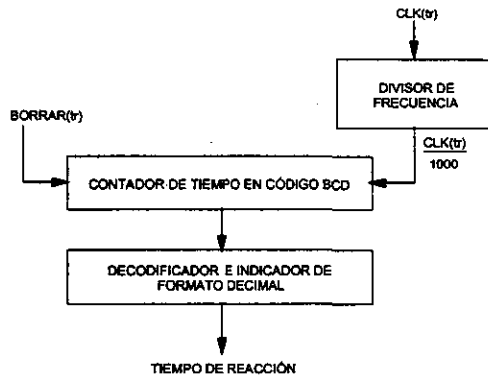 CLK(tr)
DIVISOR DE
FRECUENCIA
BORRAR(tr)
CLK(tr)
1000
CONTADOR DE TIEMPO EN CÓDIGO BCD
DECODIFICADOR E INDICADOR DE
FORMATO DECIMAL
TIEMPO DE REACCIÓN